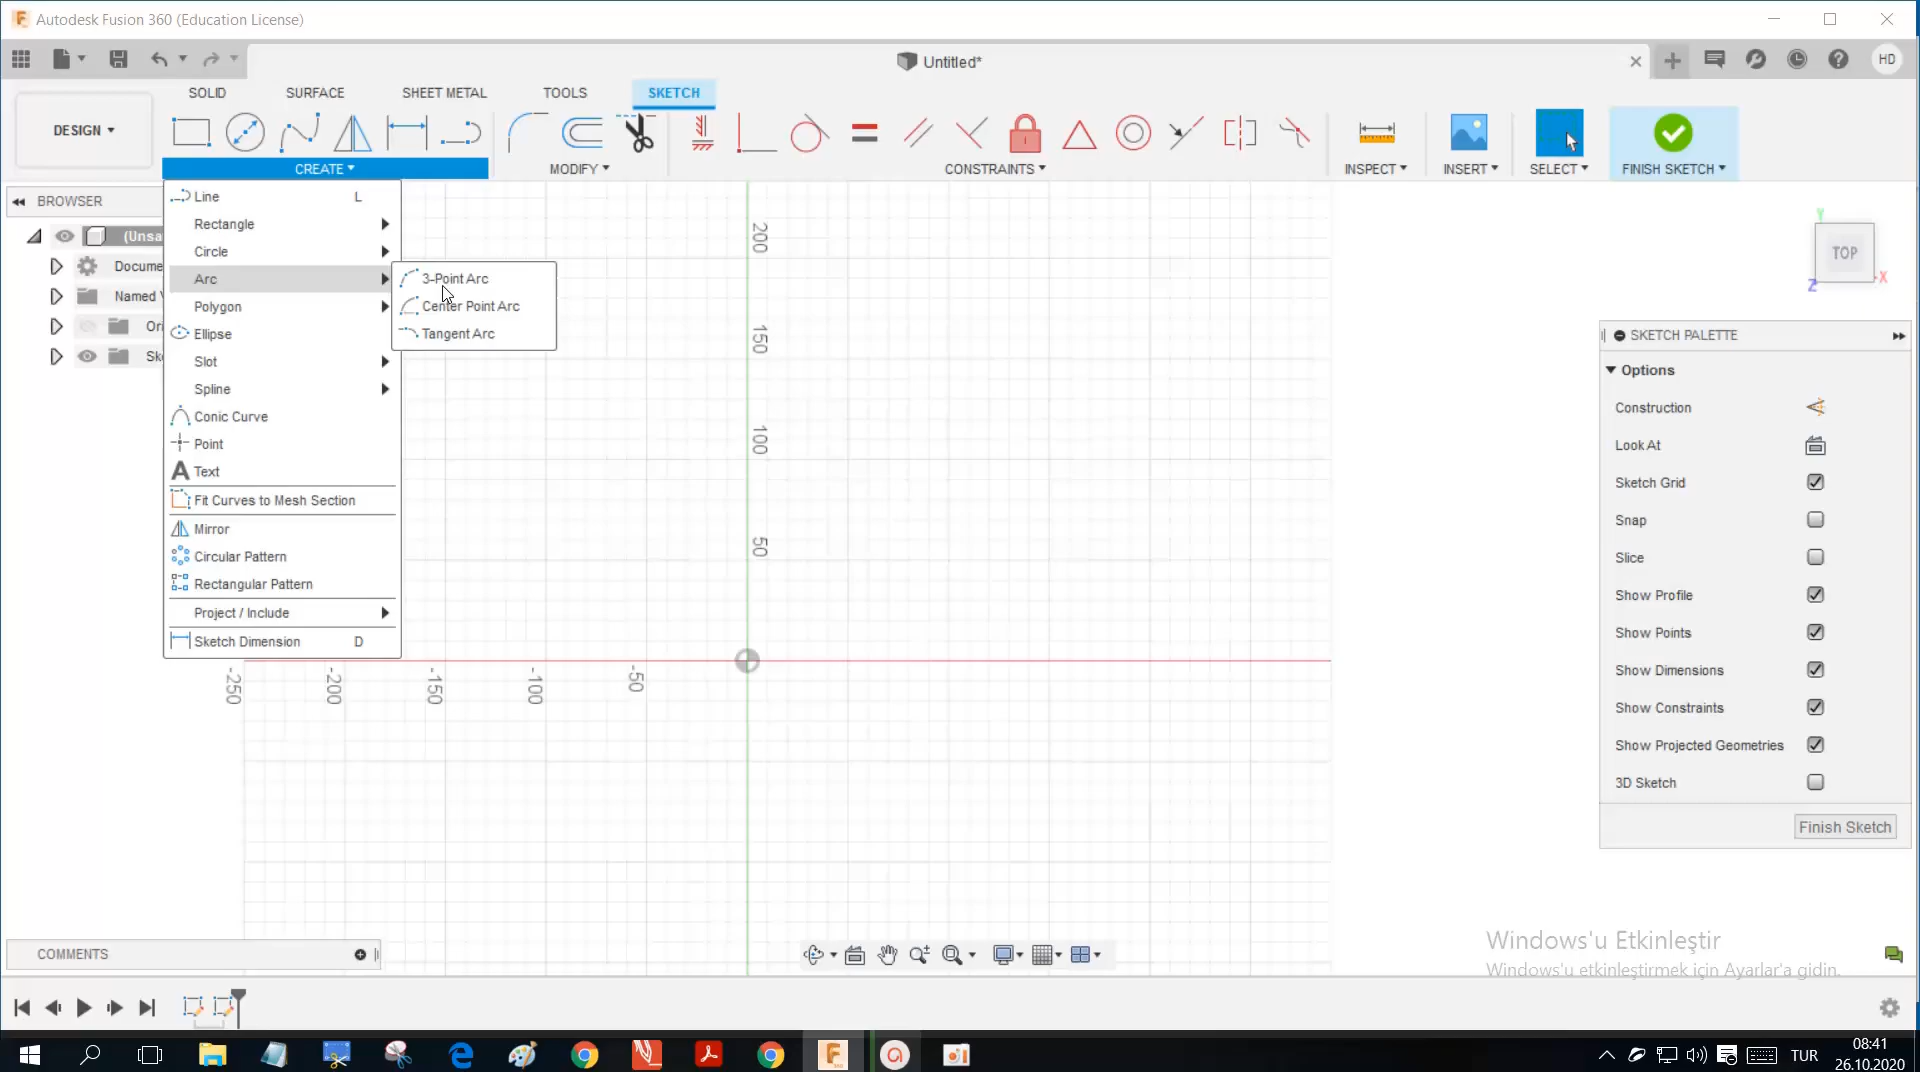 Autodesk Fusion 360 (Education License)
Untitled*
HD
SOLID
SURFACE
SHEET METAL
TOOLS
SKETCH
DESIGN
CREATE
MODIFY
CONSTRAINTS
INSPECT
INSERT
SELECT
FINISH SKETCH
BROWSER
(Unsa
Docume
Named V
Ori
Ske
Line L
Rectangle
Circle
Arc
Polygon
Ellipse
Slot
Spline
Conic Curve
Point
Text
Fit Curves to Mesh Section
Mirror
Circular Pattern
Rectangular Pattern
Project / Include
Sketch Dimension D
3-Point Arc
Center Point Arc
Tangent Arc
200
150
100
50
-250
-200
-150
-100
-50
TOP
Y
X
Z
SKETCH PALETTE
Options
Construction
Look At
Sketch Grid
Snap
Slice
Show Profile
Show Points
Show Dimensions
Show Constraints
Show Projected Geometries
3D Sketch
Finish Sketch
Windows'u Etkinleştir
Windows'u etkinleştirmek için Ayarlar'a gidin.
COMMENTS
TUR
08:41
26.10.2020